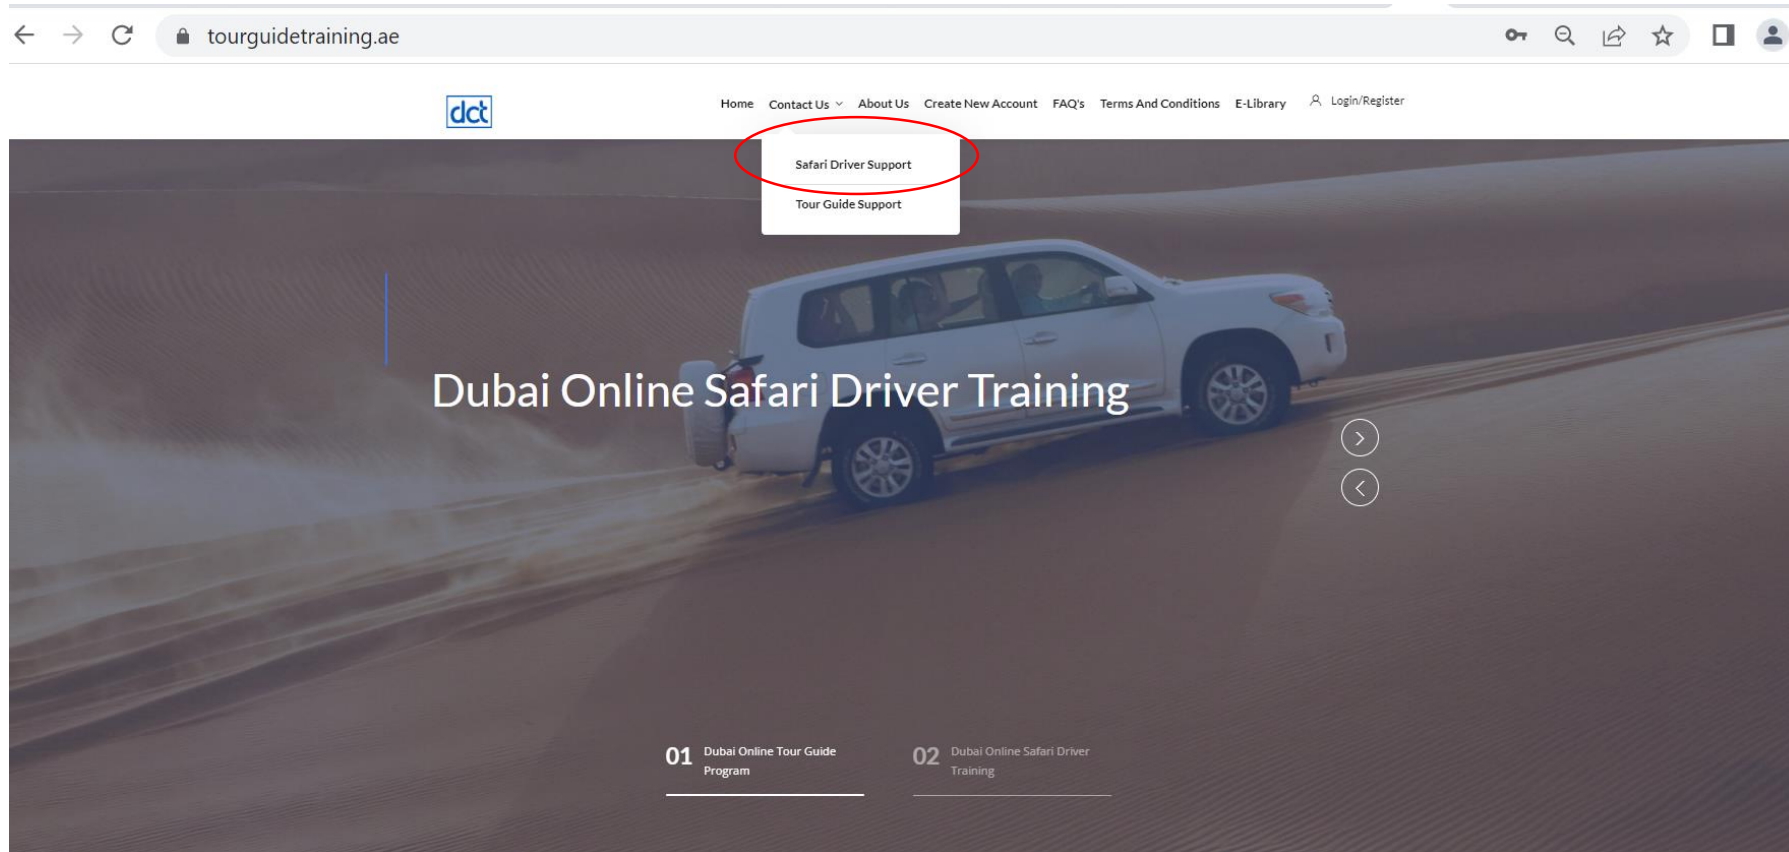 tourguidetraining.ae
dct
Home Contact Us About Us Create New Account FAQ's Terms And Conditions E-Library Login/Register
Safari Driver Support
Tour Guide Support
Dubai Online Safari Driver Training
01 Dubai Online Tour Guide
Program
02 Dubai Online Safari Driver
Training